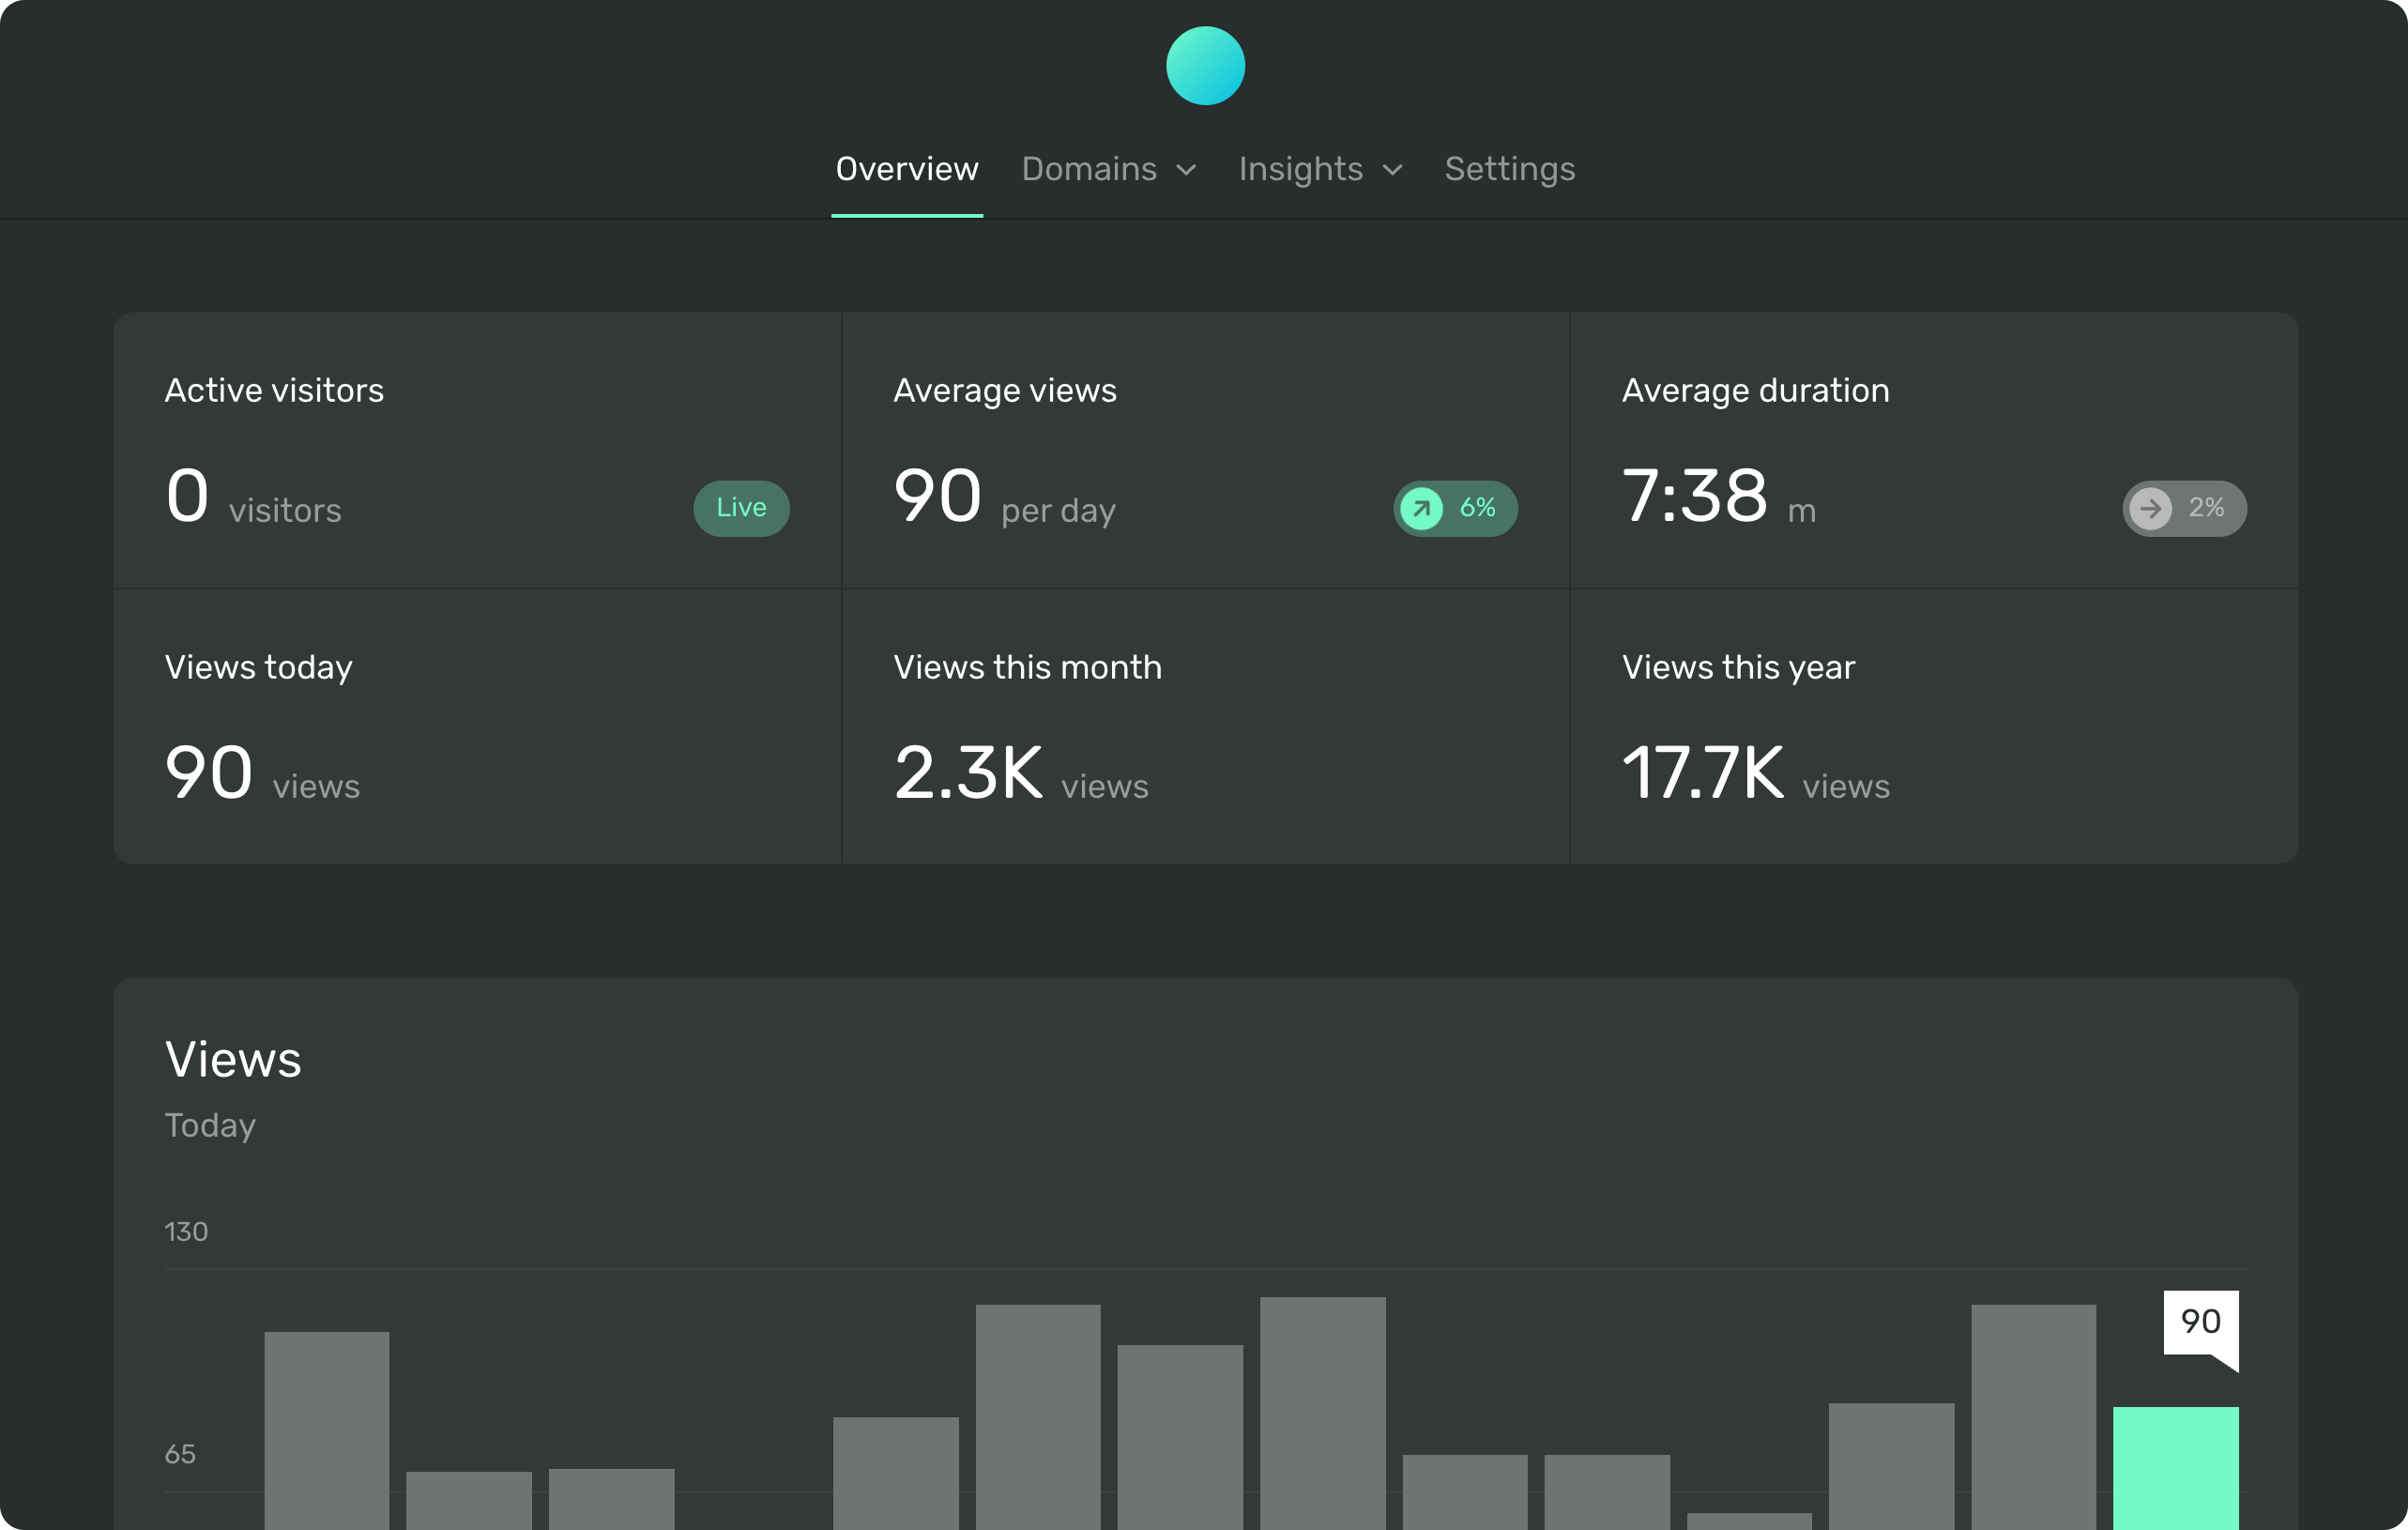 Overview Domains Insights Settings
Active visitors
0 visitors Live
Average views
90 per day 6%
Average duration
7:38 m 2%
Views today
90 views
Views this month
2.3K views
Views this year
17.7K views
Views
Today
130
90
65